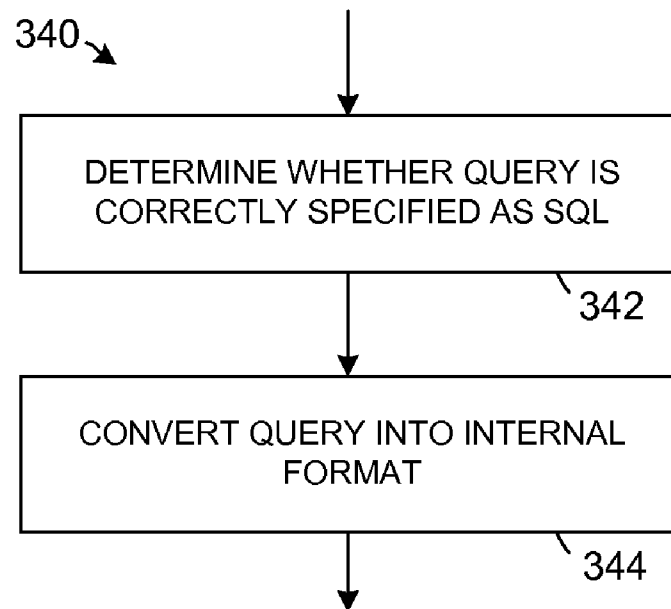 340
DETERMINE WHETHER QUERY IS
CORRECTLY SPECIFIED AS SQL
342
CONVERT QUERY INTO INTERNAL
FORMAT
344